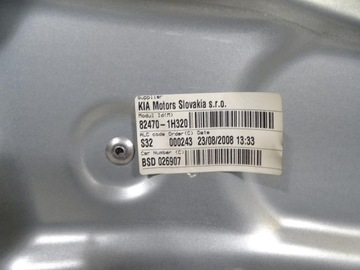 Supplier
KIA Motors Slovakia s.r.o.
Modul Id(M)
82470-1H320
ALC code Order(C) Date
S32 000243 23/08/2008 13:33
Car Number (C)
BSD 026907